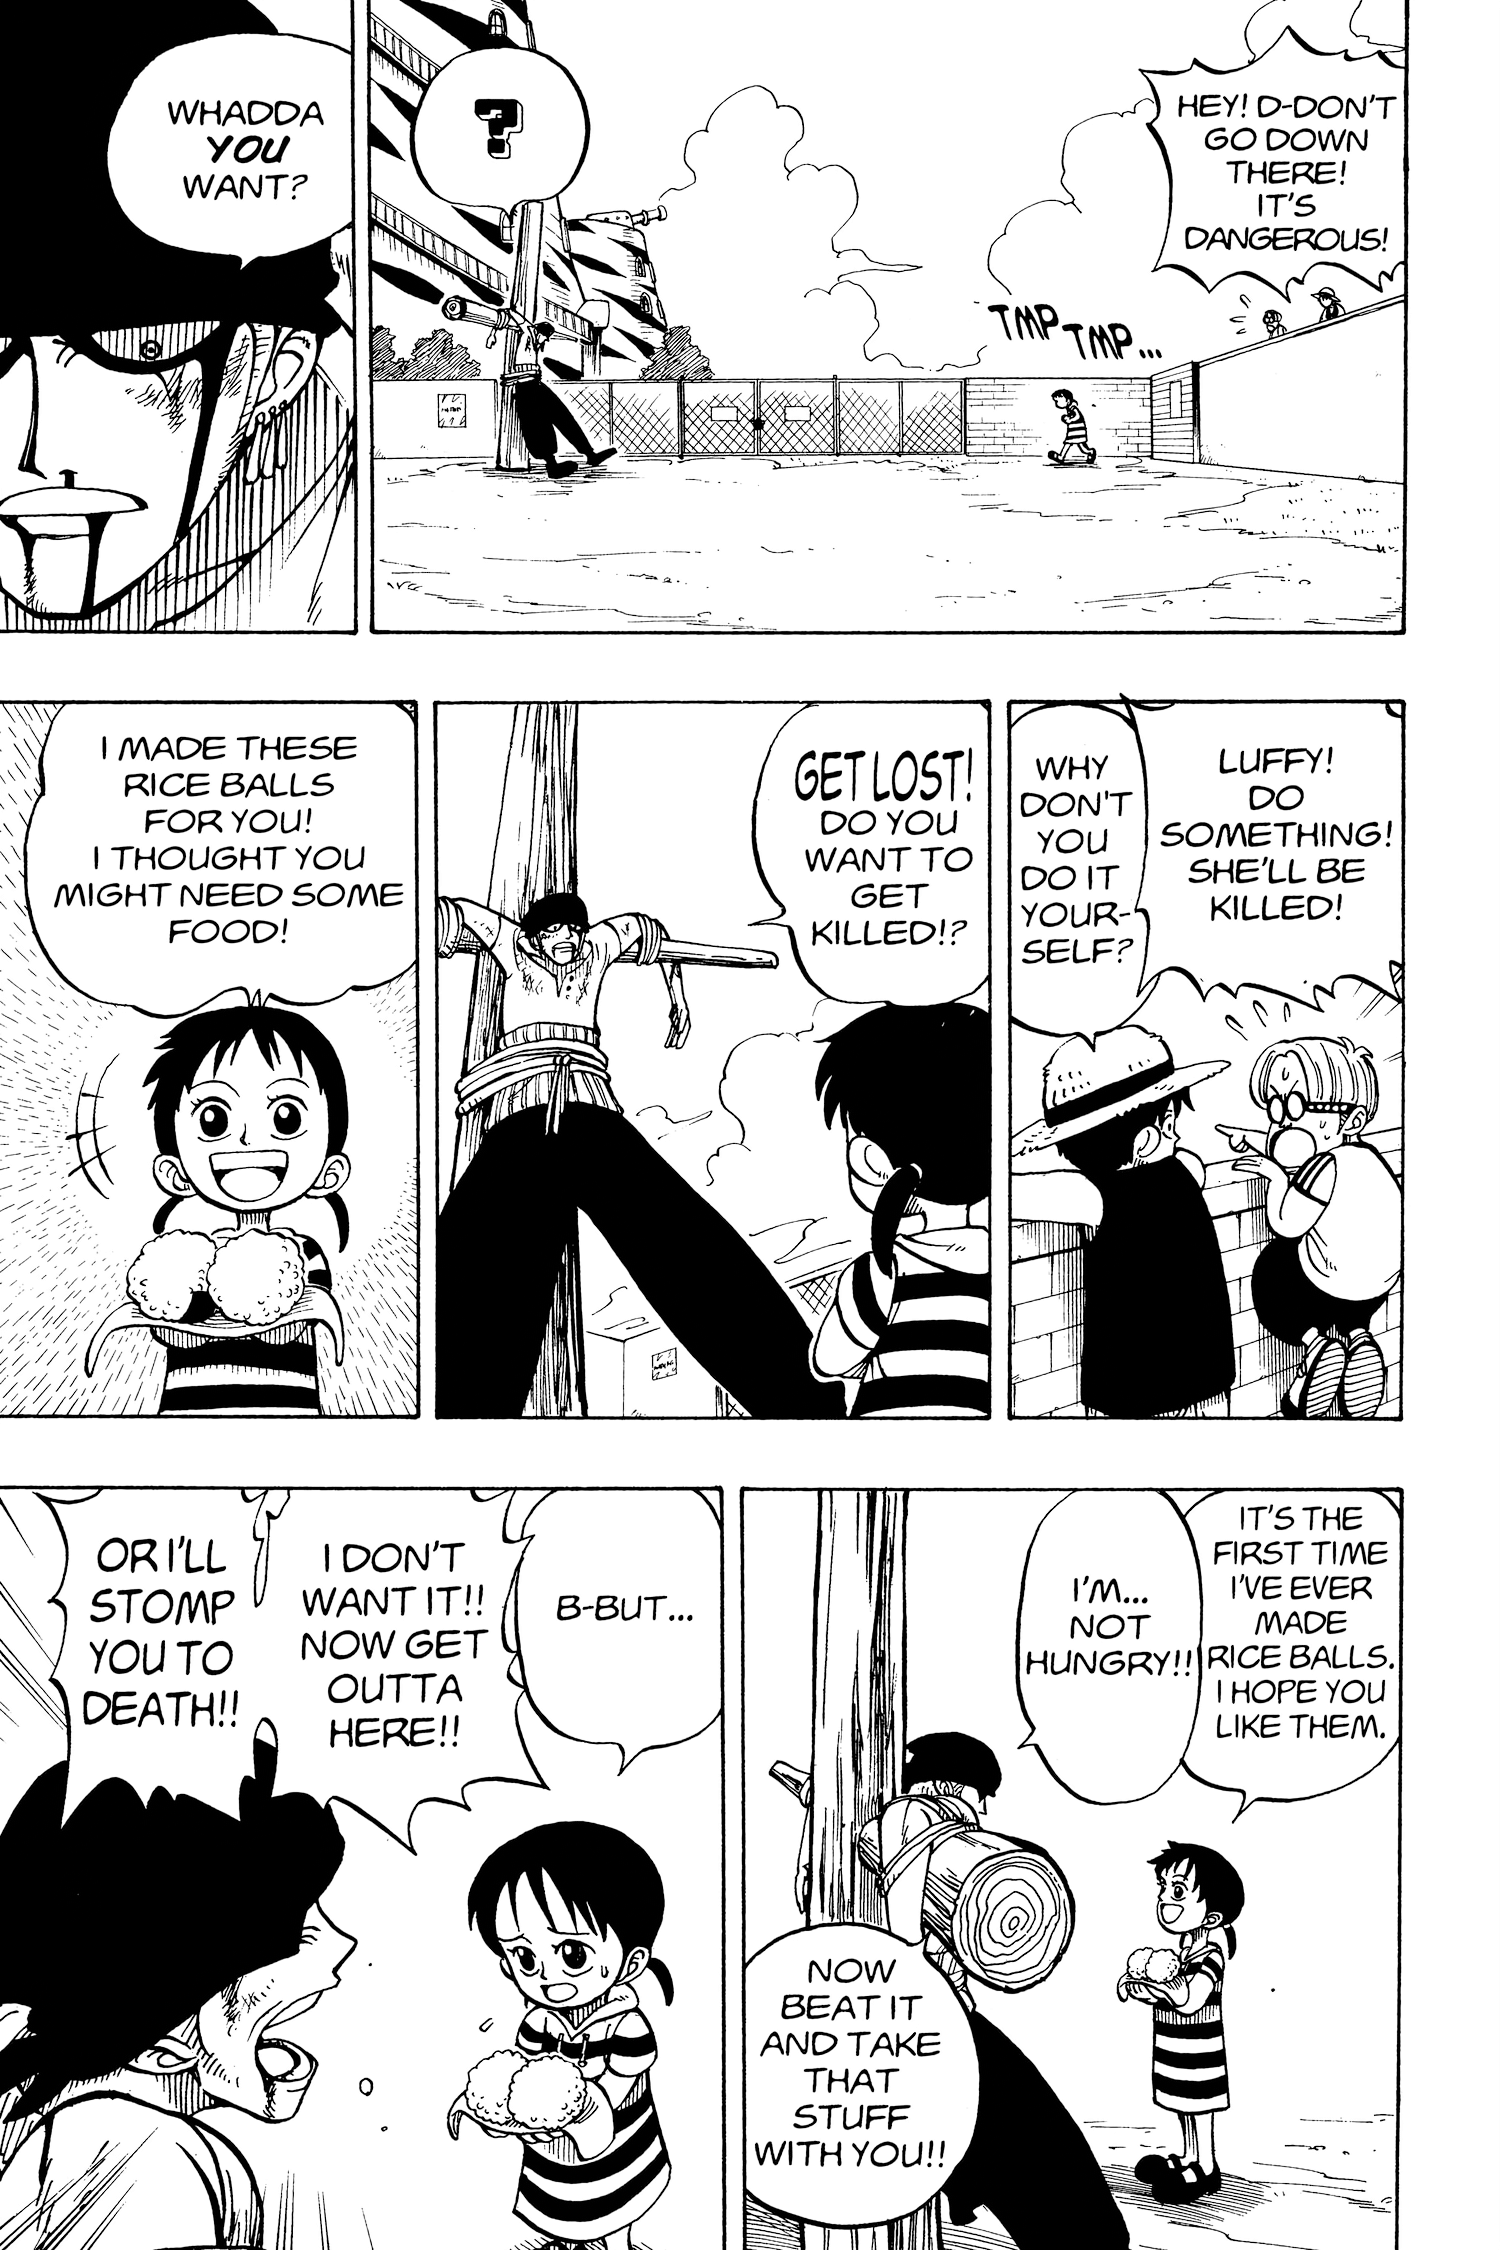 HEY! D-DON'T
GO DOWN
THERE!
IT'S
DANGEROUS!
TMP
TMP...
?
WHADDA
YOU
WANT?
LUFFY!
DO
SOMETHING!
SHE'LL BE
KILLED!
WHY
DON'T
YOU
DO IT
YOUR-
SELF?
GET LOST!
DO YOU
WANT TO
GET
KILLED!?
I MADE THESE
RICE BALLS
FOR YOU!
I THOUGHT YOU
MIGHT NEED SOME
FOOD!
IT'S THE
FIRST TIME
I'VE EVER
MADE
RICE BALLS.
I HOPE YOU
LIKE THEM.
I'M...
NOT
HUNGRY!!
NOW
BEAT IT
AND TAKE
THAT
STUFF
WITH YOU!!
B-BUT...
I DON'T
WANT IT!!
NOW GET
OUTTA
HERE!!
OR I'LL
STOMP
YOU TO
DEATH!!